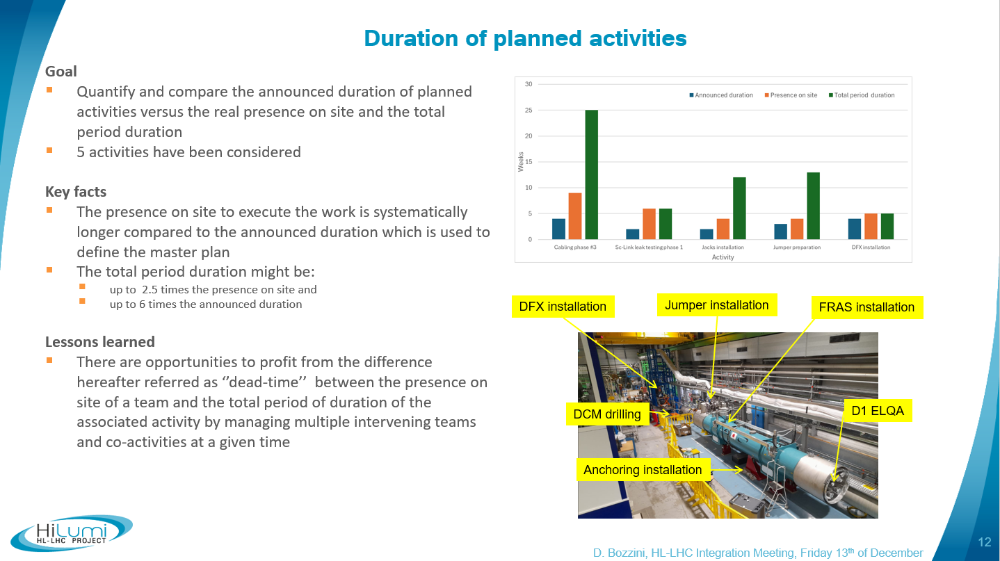 Duration of planned activities
Goal
Quantify and compare the announced duration of planned
activities versus the real presence on site and the total
period duration
5 activities have been considered
Key facts
The presence on site to execute the work is systematically
longer compared to the announced duration which is used to
define the master plan
The total period duration might be:
up to  2.5 times the presence on site and
up to 6 times the announced duration
Lessons learned
There are opportunities to profit from the difference
hereafter referred as ‘’dead-time’’  between the presence on
site of a team and the total period of duration of the
associated activity by managing multiple intervening teams
and co-activities at a given time
30
Announced duration
Presence on site
Total period  duration
25
20
15
10
5
0
Weeks
Cabling phase #3
Sc-Link leak testing phase 1
Jacks installation
Jumper preparation
DFX installation
Activity
DFX installation
Jumper installation
FRAS installation
DCM drilling
D1 ELQA
Anchoring installation
HiLumi
HL-LHC PROJECT
D. Bozzini, HL-LHC Integration Meeting, Friday 13th of December
12